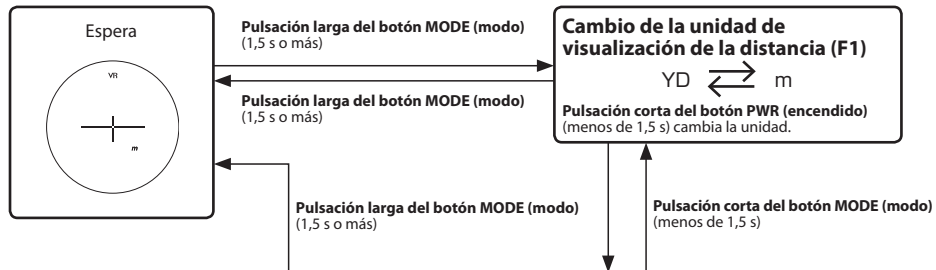 Espera
VR
m
Pulsación larga del botón MODE (modo)
(1,5 s o más)
Pulsación larga del botón MODE (modo)
(1,5 s o más)
Cambio de la unidad de
visualización de la distancia (F1)
YD m
Pulsación corta del botón PWR (encendido)
(menos de 1,5 s) cambia la unidad.
Pulsación larga del botón MODE (modo)
(1,5 s o más)
Pulsación corta del botón MODE (modo)
(menos de 1,5 s)